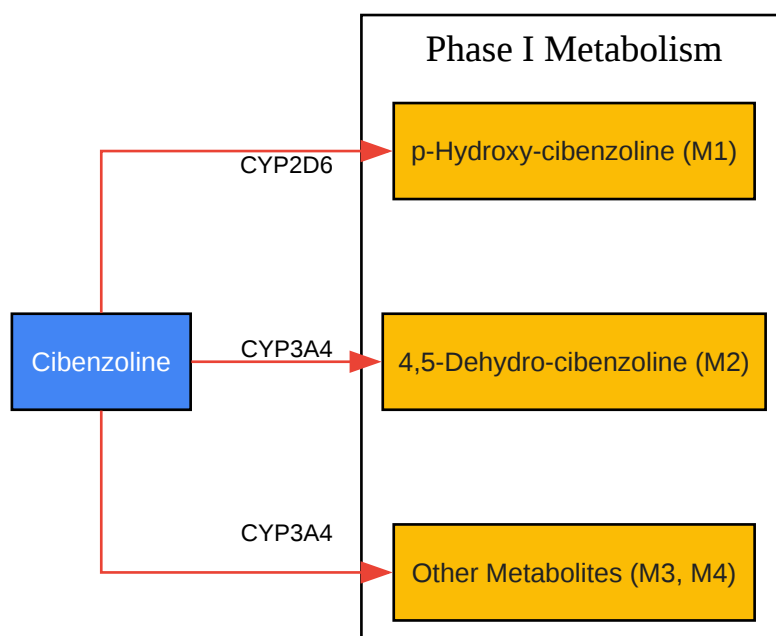 Phase I Metabolism
p-Hydroxy-cibenzoline (M1)
CYP2D6
Cibenzoline
CYP3A4
4,5-Dehydro-cibenzoline (M2)
CYP3A4
Other Metabolites (M3, M4)